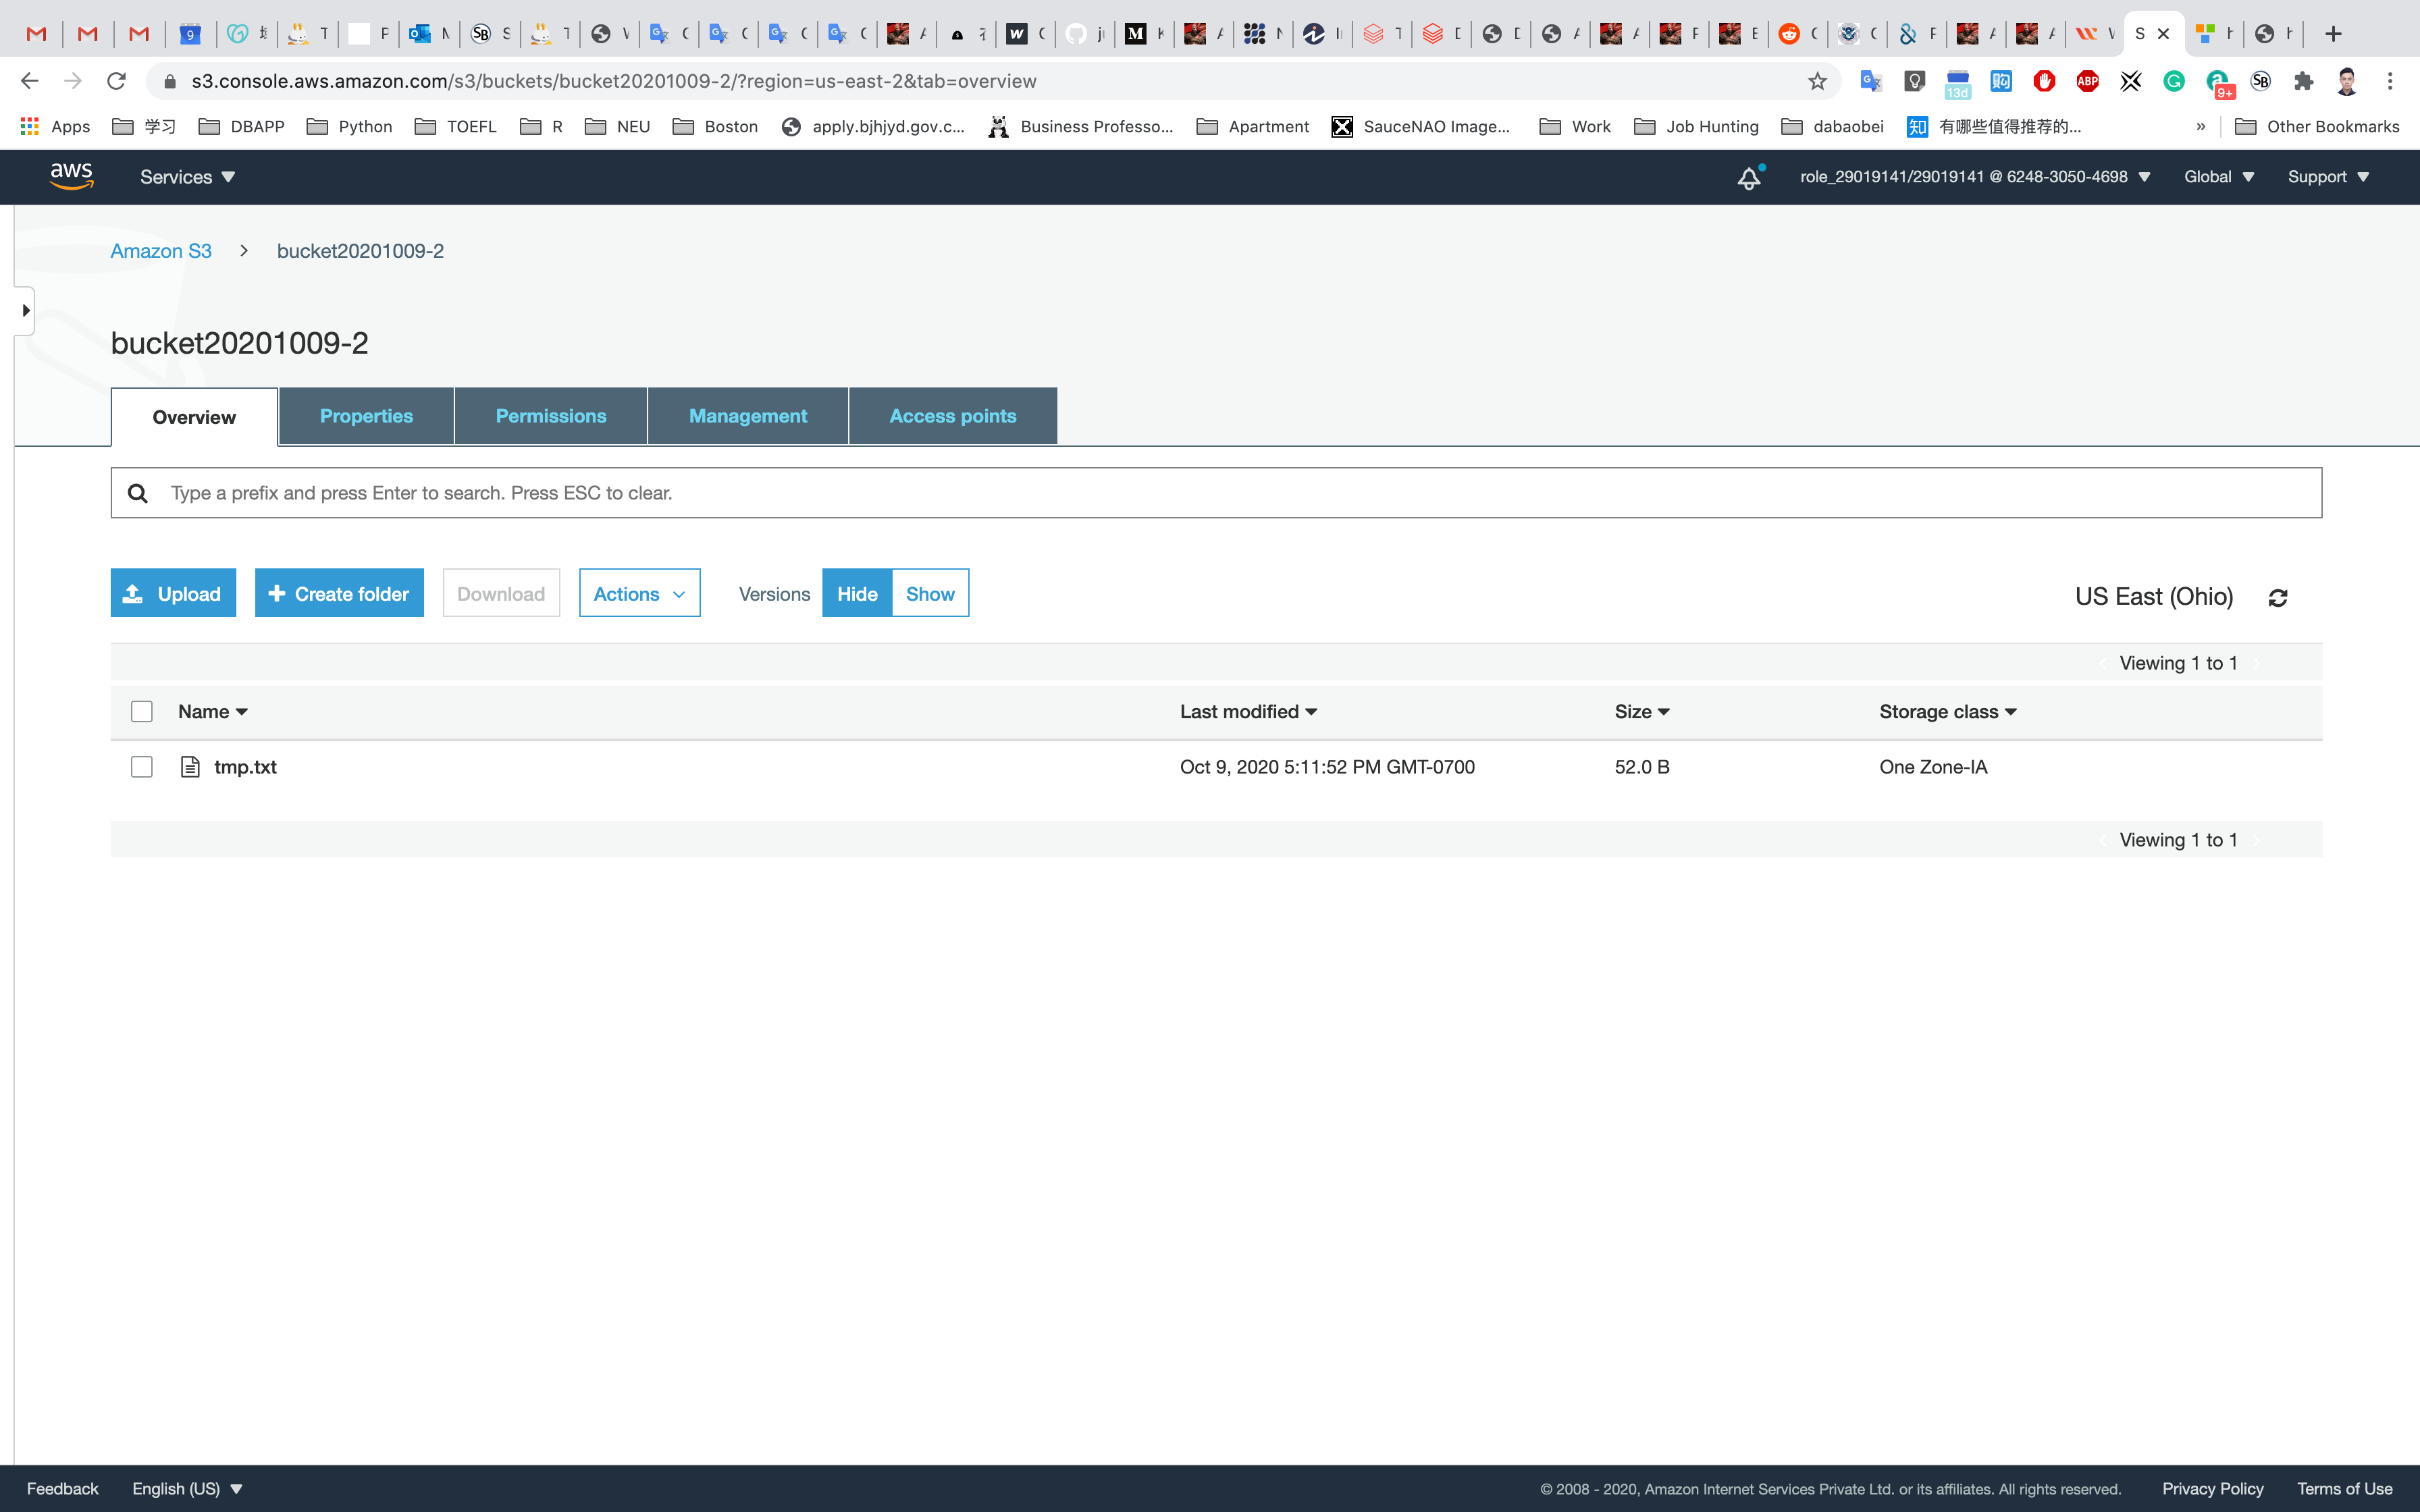 s3.console.aws.amazon.com/s3/buckets/bucket20201009-2/?region=us-east-2&tab=overview
13d ABP 9+
Apps 学习 DBAPP Python TOEFL R NEU Boston apply.bjhjyd.gov.c... Business Professo... Apartment SauceNAO Image... Work Job Hunting dabaobei 知 有哪些值得推荐的... » Other Bookmarks
aws Services role_29019141/29019141 @ 6248-3050-4698 Global Support
Amazon S3 > bucket20201009-2
bucket20201009-2
Overview Properties Permissions Management Access points
Type a prefix and press Enter to search. Press ESC to clear.
Upload + Create folder Download Actions Versions Hide Show US East (Ohio)
Viewing 1 to 1
Name Last modified Size Storage class
tmp.txt Oct 9, 2020 5:11:52 PM GMT-0700 52.0 B One Zone-IA
Viewing 1 to 1
Feedback English (US) © 2008 - 2020, Amazon Internet Services Private Ltd. or its affiliates. All rights reserved. Privacy Policy Terms of Use